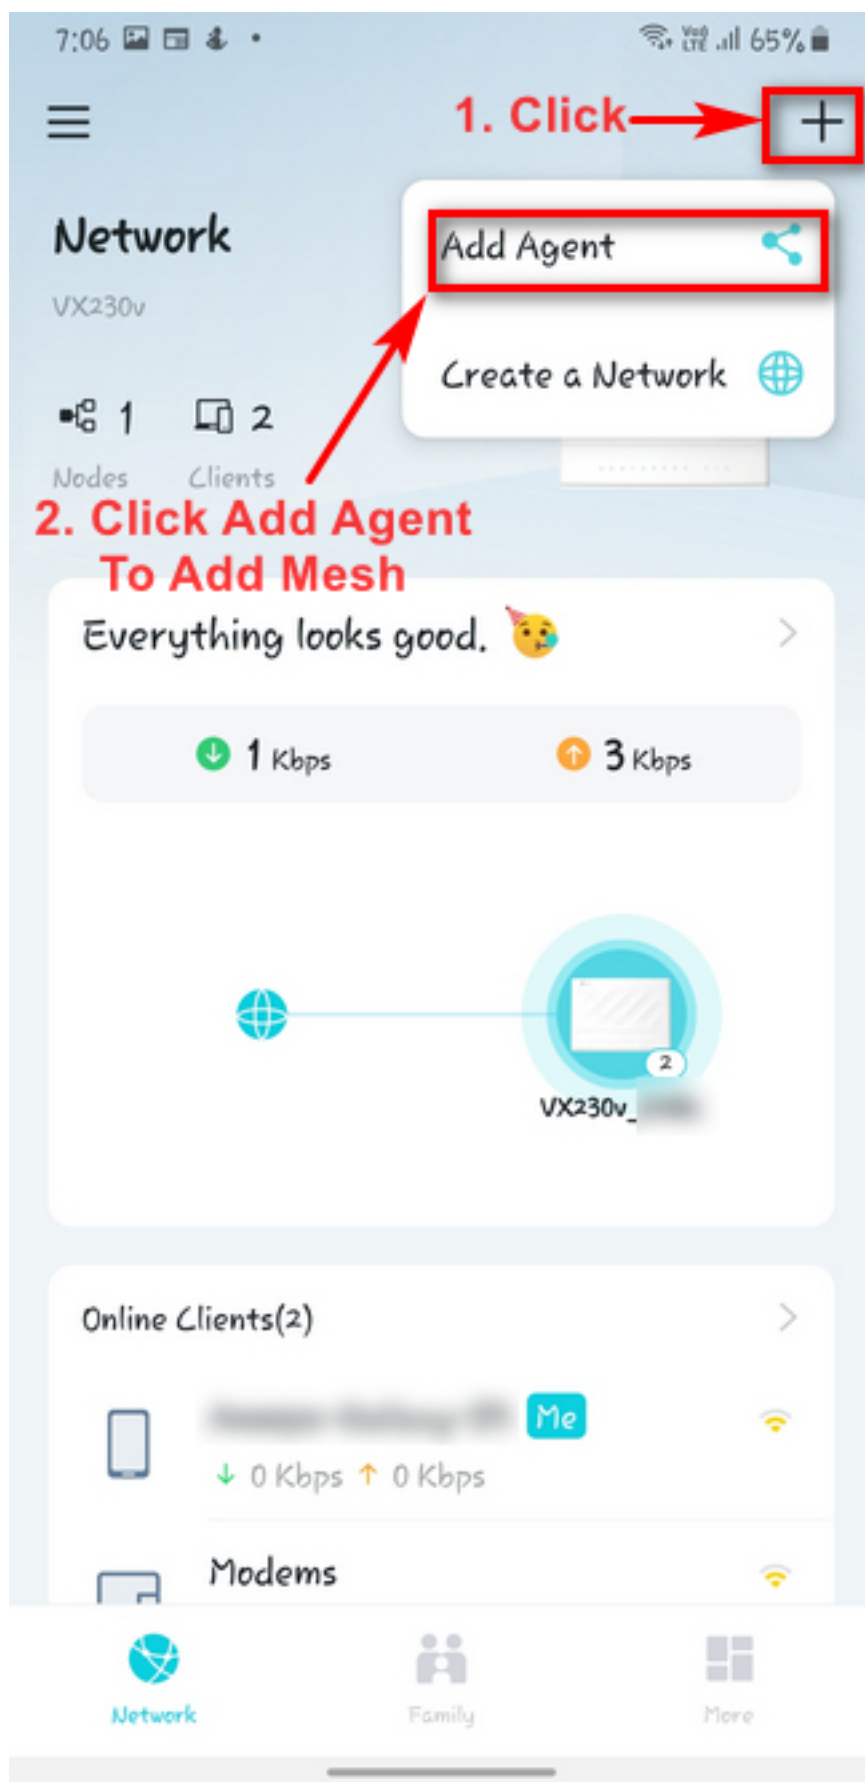 7:06
VoD LTE 65%
1. Click
Network
Add Agent
VX230v
Create a Network
1
2
Nodes
Clients
2. Click Add Agent
To Add Mesh
Everything looks good.
1 Kbps
3 Kbps
2
VX230v_
Online Clients(2)
Me
0 Kbps 0 Kbps
Modems
Network
Family
More